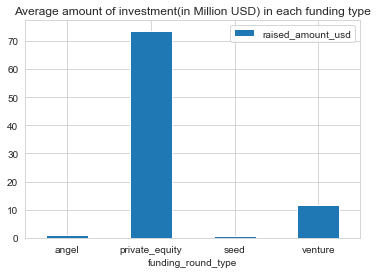 Average amount of investment(in Million USD) in each funding type
raised_amount_usd
70
60
50
40
30
20
10
0
angel
private_equity
seed
venture
funding_round_type